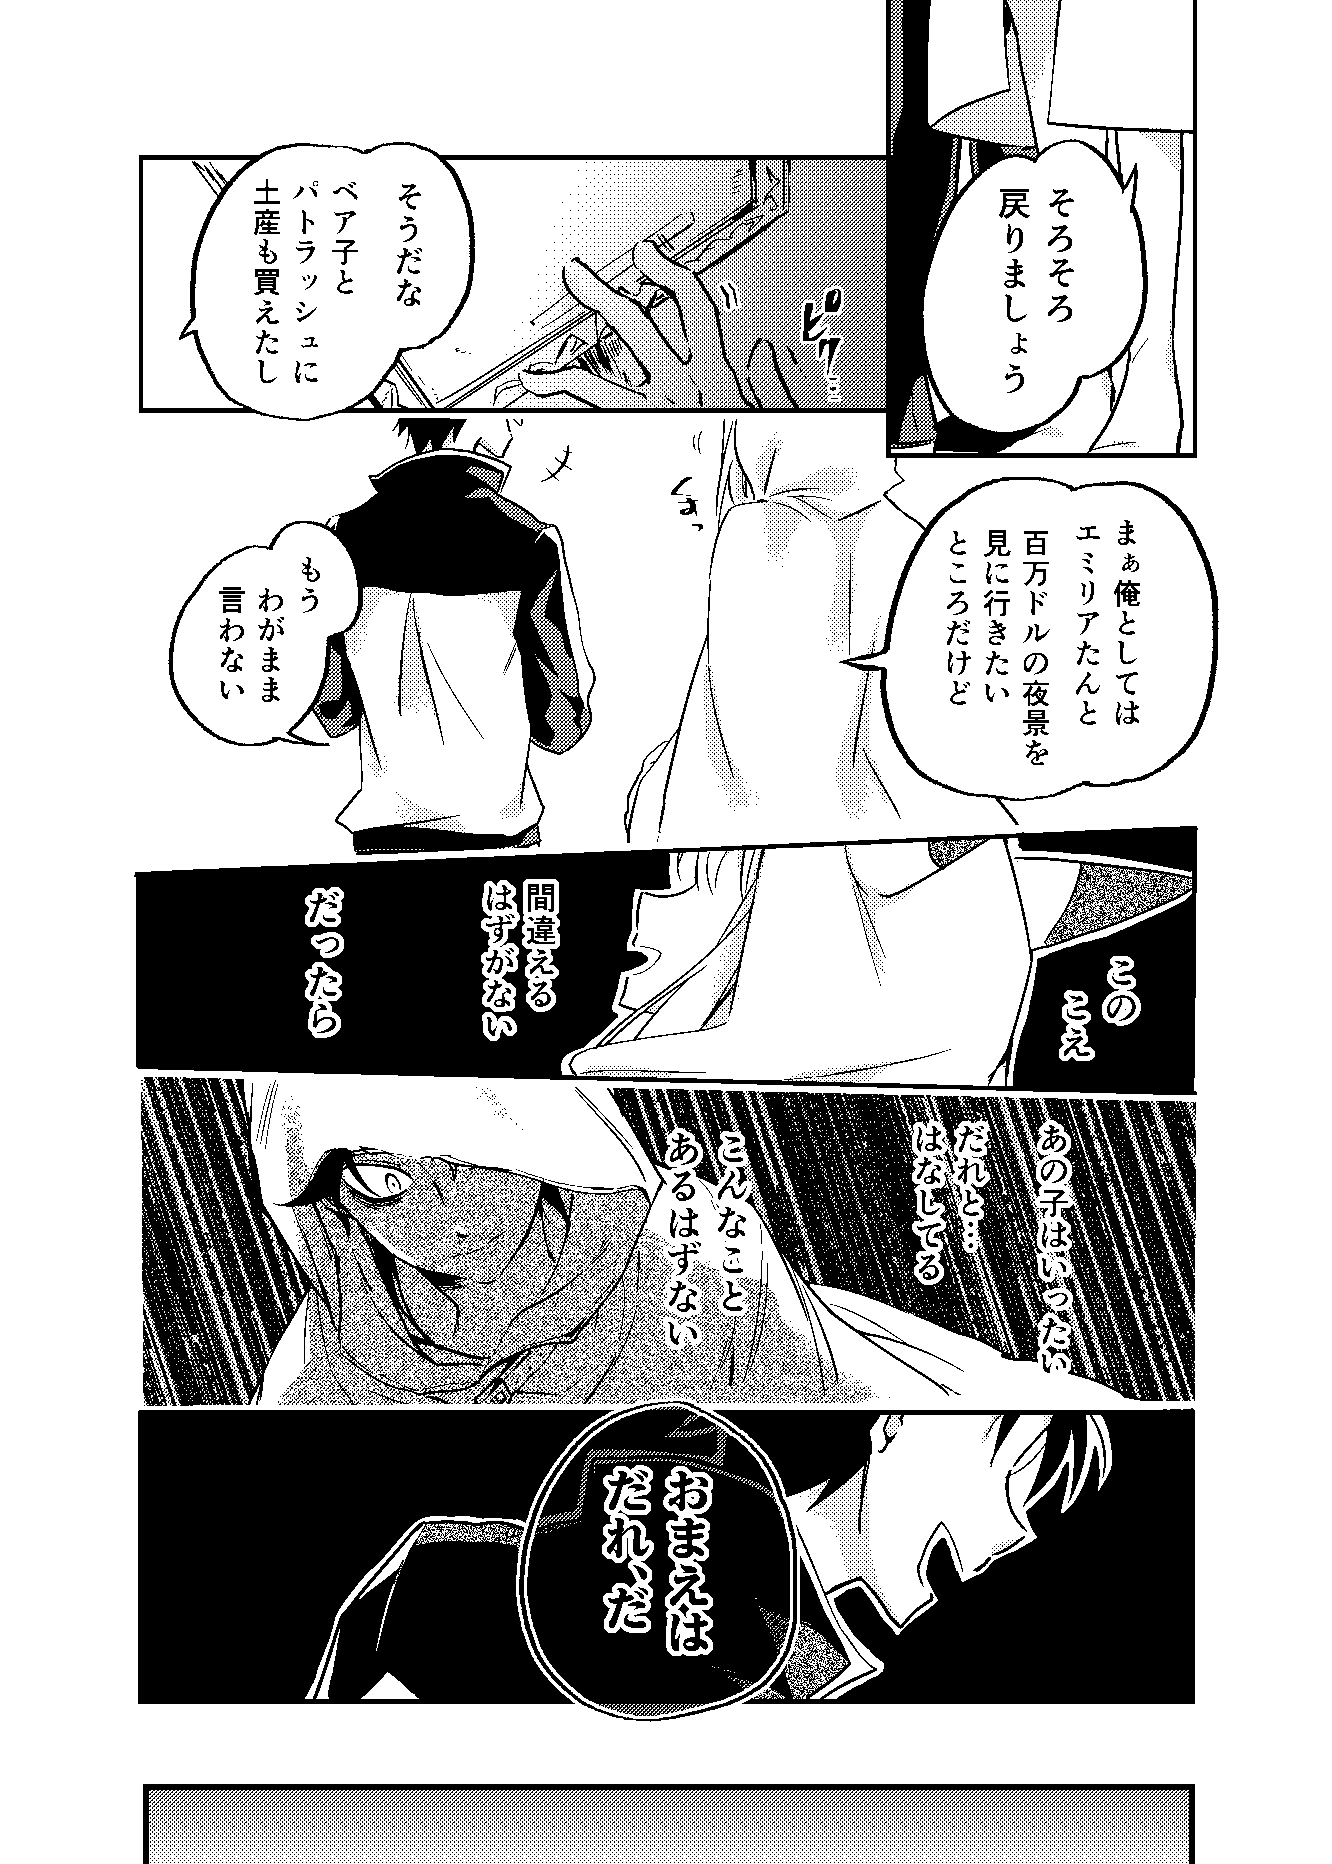 そろそろ
戻りましょう
そうだな
ベア子と
パトラッシュに
土産も買えたし
ピク…
まぁ俺としては
エミリアたんと
百万ドルの夜景を
見に行きたい
ところだけど
くすっ
もう
わがまま
言わない
この
こえ
間違える
はずがない
だったら
あの子はいったい
だれと…
はなしてる
こんなこと
あるはずない
おまえは
だれ、だ